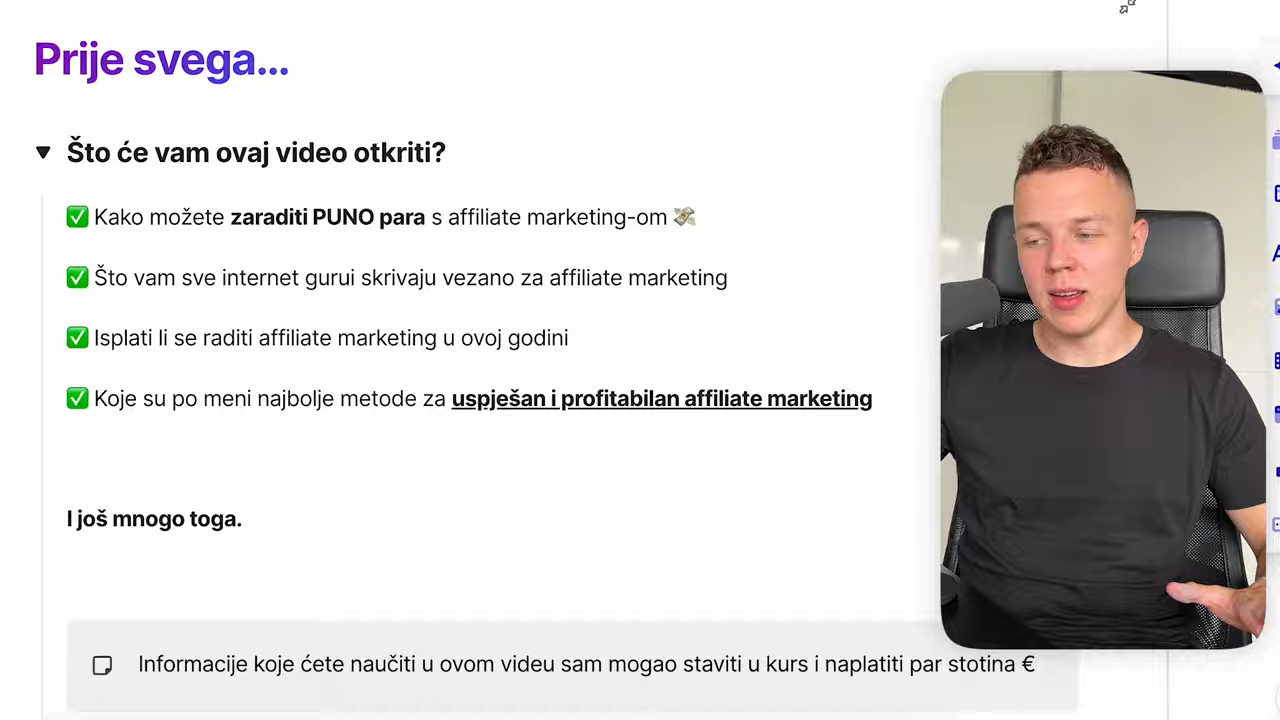 Prije svega...
Što će vam ovaj video otkriti?
✅ Kako možete zaraditi PUNO para s affiliate marketing-om 💸
✅ Što vam sve internet gurui skrivaju vezano za affiliate marketing
✅ Isplati li se raditi affiliate marketing u ovoj godini
✅ Koje su po meni najbolje metode za uspješan i profitabilan affiliate marketing
I još mnogo toga.
Informacije koje ćete naučiti u ovom videu sam mogao staviti u kurs i naplatiti par stotina €